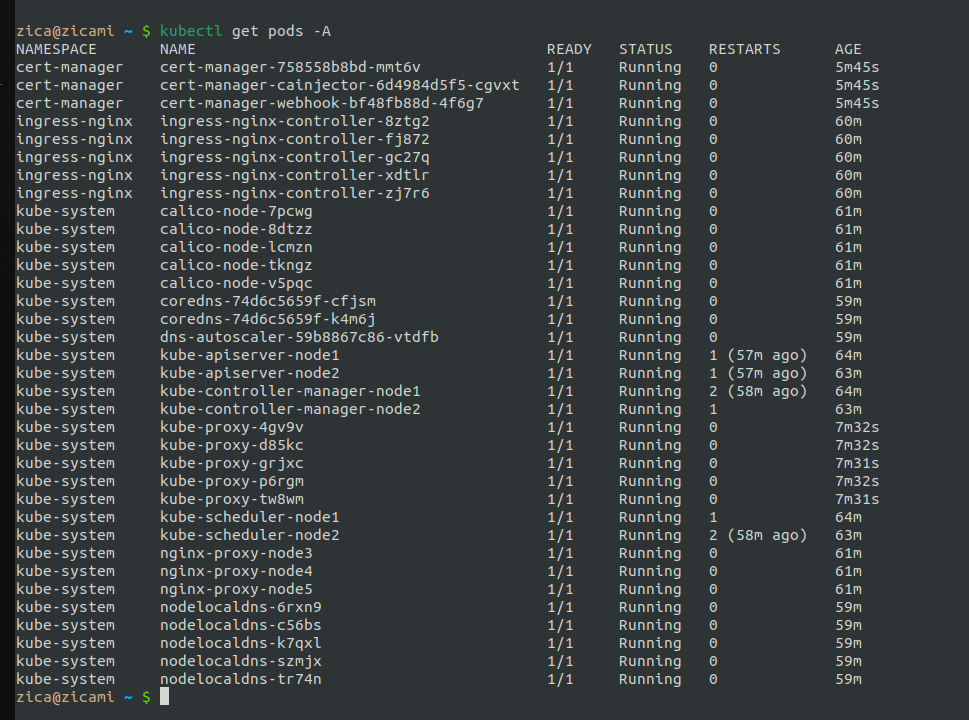 zica@zicami ~ $ kubectl get pods -A
NAMESPACE NAME READY STATUS RESTARTS AGE
cert-manager cert-manager-758558b8bd-mmt6v 1/1 Running 0 5m45s
cert-manager cert-manager-cainjector-6d4984d5f5-cgvxt 1/1 Running 0 5m45s
cert-manager cert-manager-webhook-bf48fb88d-4f6g7 1/1 Running 0 5m45s
ingress-nginx ingress-nginx-controller-8ztg2 1/1 Running 0 60m
ingress-nginx ingress-nginx-controller-fj872 1/1 Running 0 60m
ingress-nginx ingress-nginx-controller-gc27q 1/1 Running 0 60m
ingress-nginx ingress-nginx-controller-xdtlr 1/1 Running 0 60m
ingress-nginx ingress-nginx-controller-zj7r6 1/1 Running 0 60m
kube-system calico-node-7pcwg 1/1 Running 0 61m
kube-system calico-node-8dtzz 1/1 Running 0 61m
kube-system calico-node-lcmzn 1/1 Running 0 61m
kube-system calico-node-tkngz 1/1 Running 0 61m
kube-system calico-node-v5pqc 1/1 Running 0 61m
kube-system coredns-74d6c5659f-cfjsm 1/1 Running 0 59m
kube-system coredns-74d6c5659f-k4m6j 1/1 Running 0 59m
kube-system dns-autoscaler-59b8867c86-vtdfb 1/1 Running 0 59m
kube-system kube-apiserver-node1 1/1 Running 1 (57m ago) 64m
kube-system kube-apiserver-node2 1/1 Running 1 (57m ago) 63m
kube-system kube-controller-manager-node1 1/1 Running 2 (58m ago) 64m
kube-system kube-controller-manager-node2 1/1 Running 1 63m
kube-system kube-proxy-4gv9v 1/1 Running 0 7m32s
kube-system kube-proxy-d85kc 1/1 Running 0 7m32s
kube-system kube-proxy-grjxc 1/1 Running 0 7m31s
kube-system kube-proxy-p6rgm 1/1 Running 0 7m32s
kube-system kube-proxy-tw8wm 1/1 Running 0 7m31s
kube-system kube-scheduler-node1 1/1 Running 1 64m
kube-system kube-scheduler-node2 1/1 Running 2 (58m ago) 63m
kube-system nginx-proxy-node3 1/1 Running 0 61m
kube-system nginx-proxy-node4 1/1 Running 0 61m
kube-system nginx-proxy-node5 1/1 Running 0 61m
kube-system nodelocaldns-6rxn9 1/1 Running 0 59m
kube-system nodelocaldns-c56bs 1/1 Running 0 59m
kube-system nodelocaldns-k7qxl 1/1 Running 0 59m
kube-system nodelocaldns-szmjx 1/1 Running 0 59m
kube-system nodelocaldns-tr74n 1/1 Running 0 59m
zica@zicami ~ $